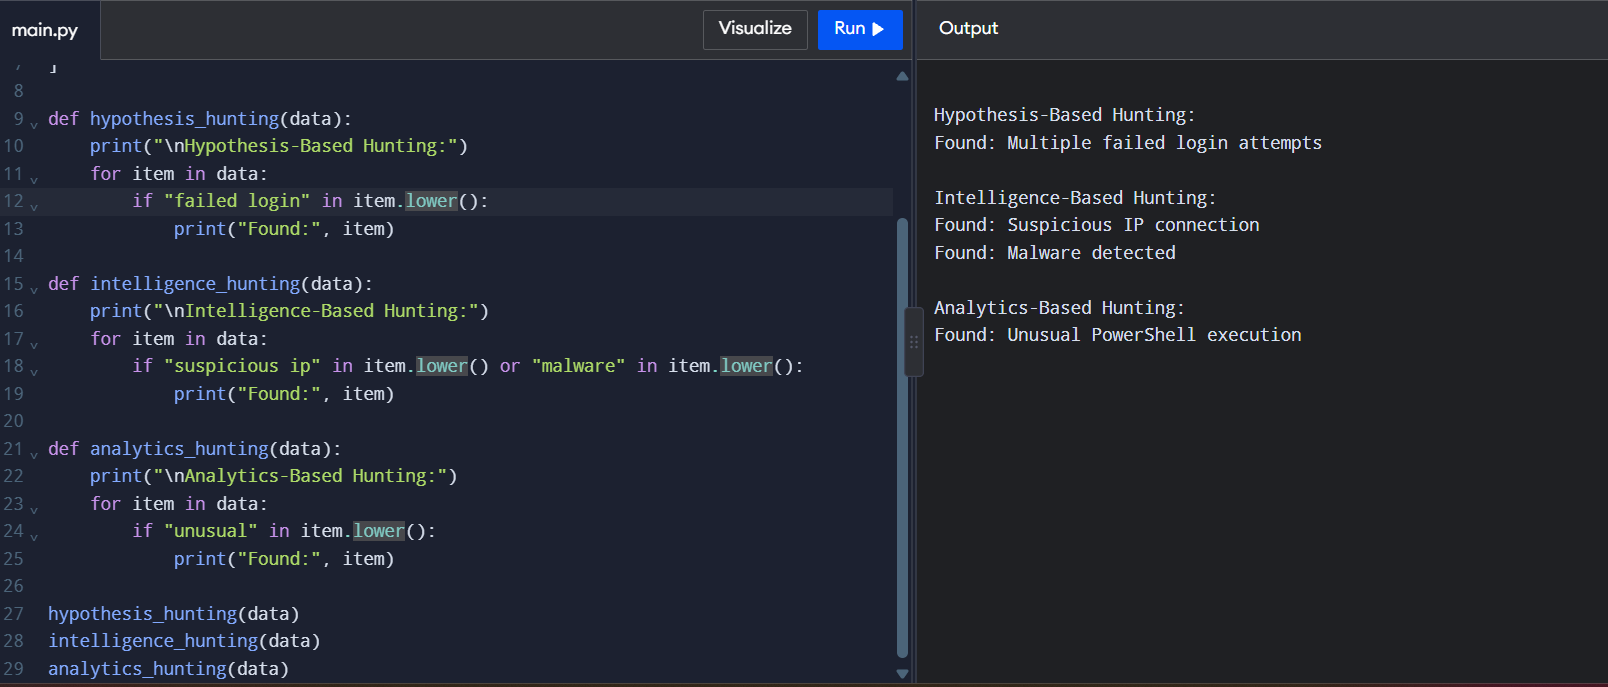 main.py
Visualize
Run
Output
7 ]
8
9 def hypothesis_hunting(data):
10     print("\nHypothesis-Based Hunting:")
11     for item in data:
12         if "failed login" in item.lower():
13             print("Found:", item)
14
15 def intelligence_hunting(data):
16     print("\nIntelligence-Based Hunting:")
17     for item in data:
18         if "suspicious ip" in item.lower() or "malware" in item.lower():
19             print("Found:", item)
20
21 def analytics_hunting(data):
22     print("\nAnalytics-Based Hunting:")
23     for item in data:
24         if "unusual" in item.lower():
25             print("Found:", item)
26
27 hypothesis_hunting(data)
28 intelligence_hunting(data)
29 analytics_hunting(data)
Hypothesis-Based Hunting:
Found: Multiple failed login attempts
Intelligence-Based Hunting:
Found: Suspicious IP connection
Found: Malware detected
Analytics-Based Hunting:
Found: Unusual PowerShell execution